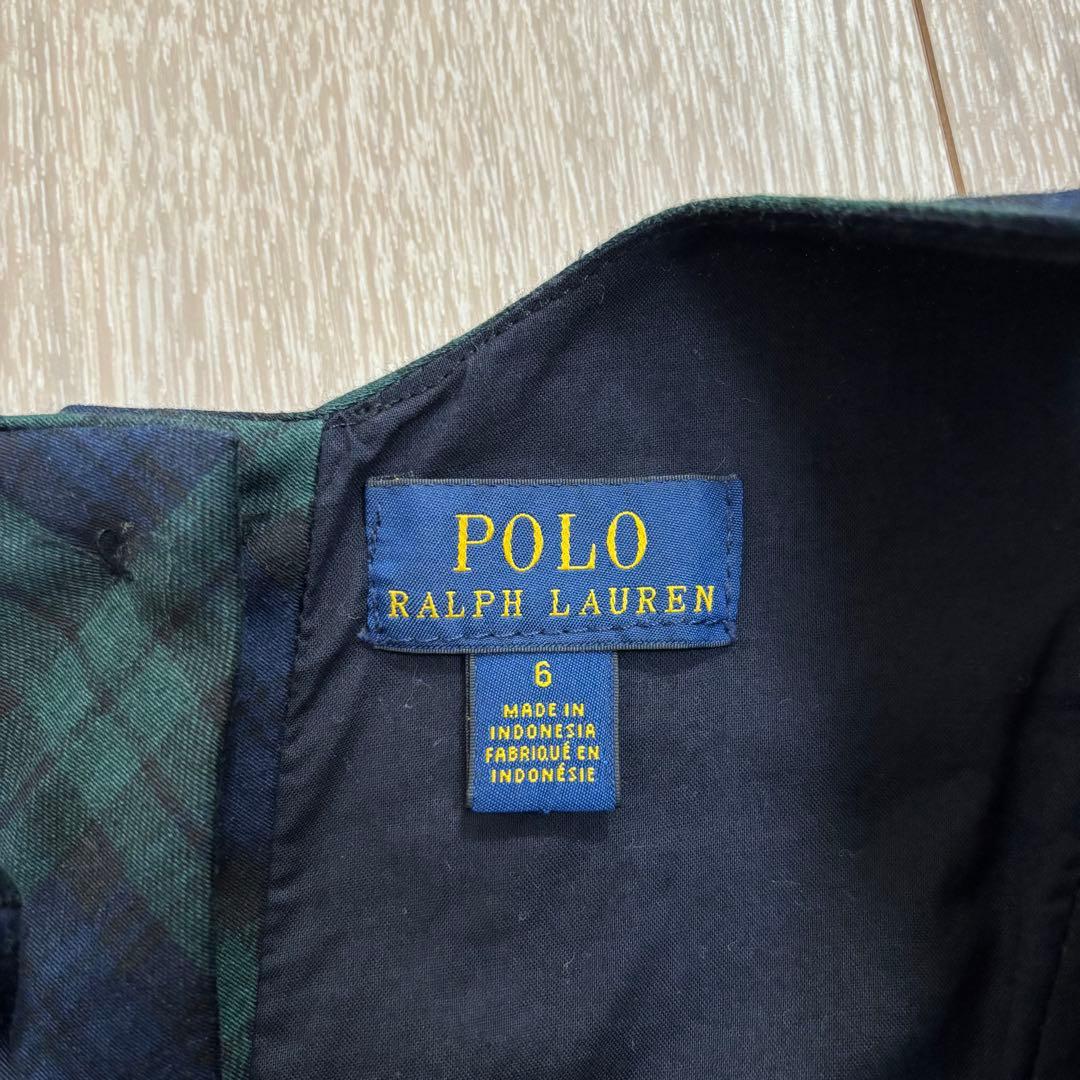 POLO
RALPH LAUREN
6
MADE IN
INDONESIA
FABRIQUÉ EN
INDONÉSIE